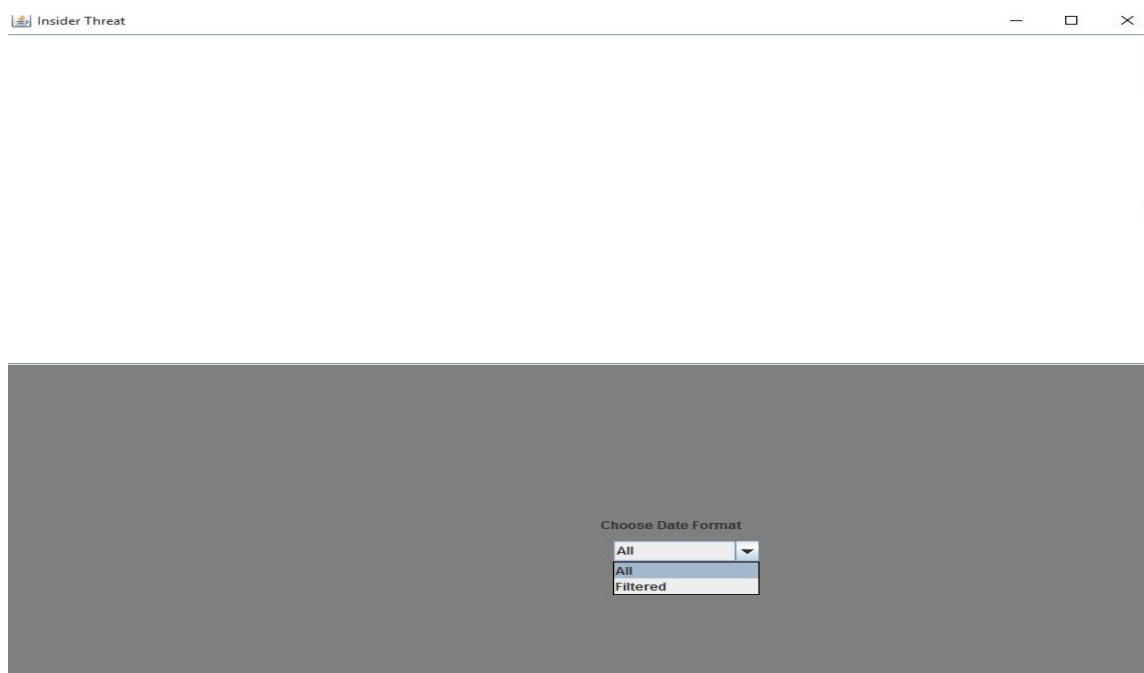 Insider Threat
Choose Date Format
All
All
Filtered